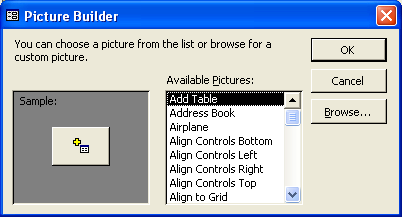 Picture Builder
You can choose a picture from the list or browse for a
custom picture.
OK
Cancel
Browse...
Sample:
Available Pictures:
Add Table
Address Book
Airplane
Align Controls Bottom
Align Controls Left
Align Controls Right
Align Controls Top
Align to Grid